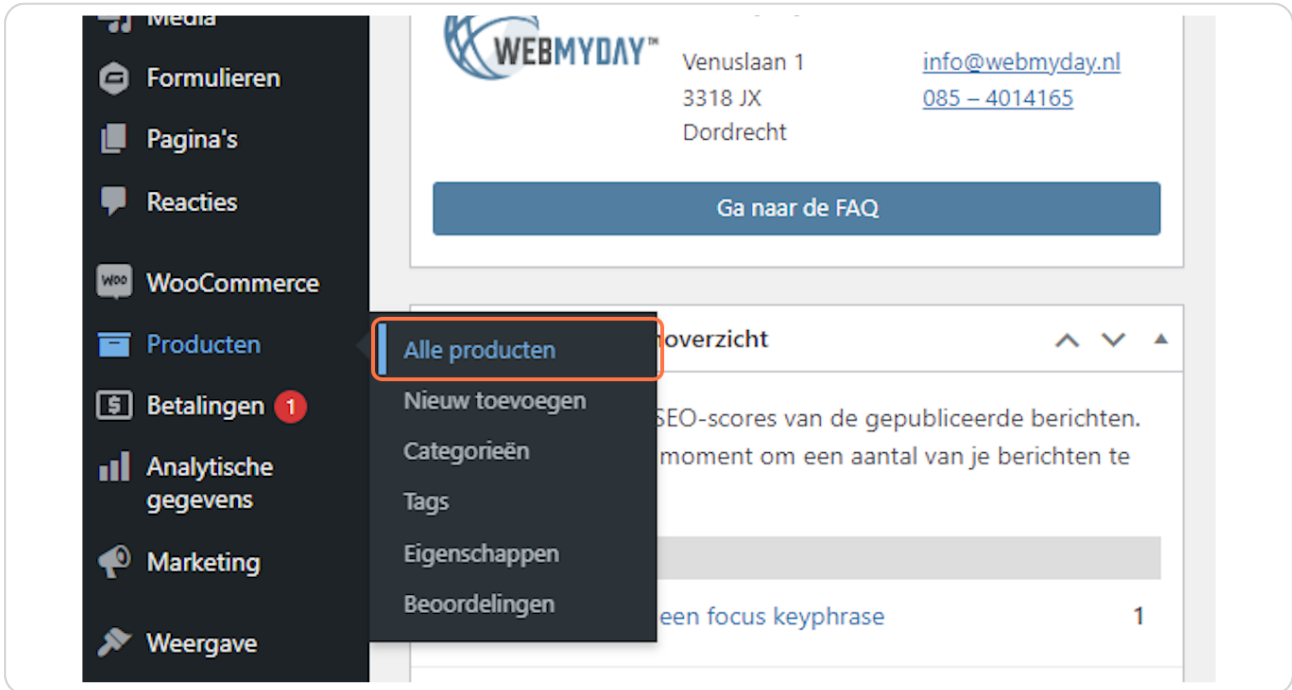 Media
Formulieren
Pagina's
Reacties
WOO WooCommerce
Producten
Betalingen 1
Analytische
gegevens
Marketing
Weergave
Alle producten
Nieuw toevoegen
Categorieën
Tags
Eigenschappen
Beoordelingen
WEBMYDAY™
Venuslaan 1
3318 JX
Dordrecht
info@webmyday.nl
085 – 4014165
Ga naar de FAQ
overzicht
SEO-scores van de gepubliceerde berichten.
moment om een aantal van je berichten te
een focus keyphrase 1